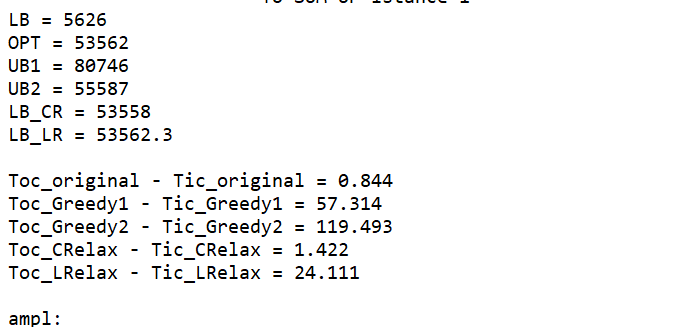 LB = 5626
OPT = 53562
UB1 = 80746
UB2 = 55587
LB_CR = 53558
LB_LR = 53562.3
Toc_original - Tic_original = 0.844
Toc_Greedy1 - Tic_Greedy1 = 57.314
Toc_Greedy2 - Tic_Greedy2 = 119.493
Toc_CRelax - Tic_CRelax = 1.422
Toc_LRelax - Tic_LRelax = 24.111
ampl: